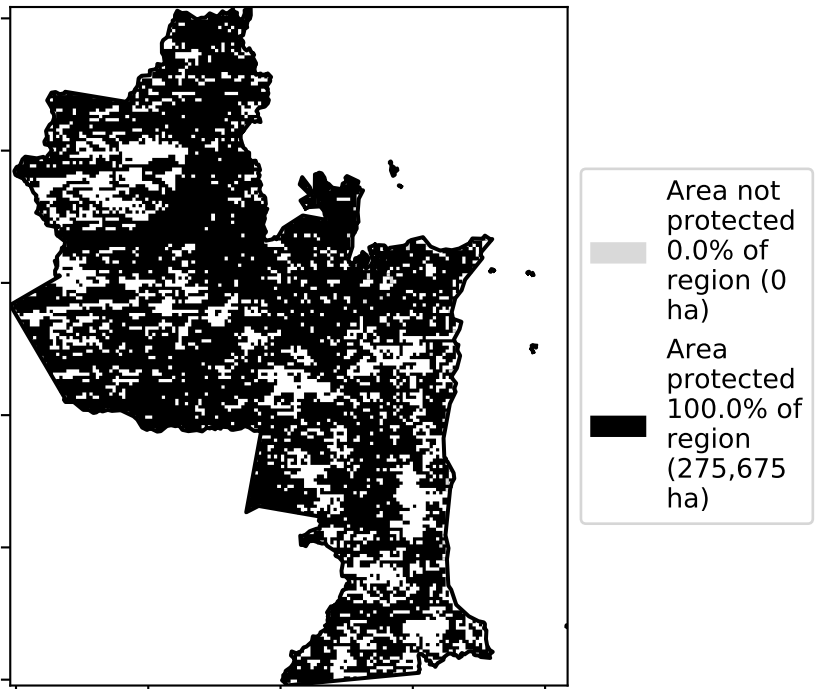 Area not
protected
0.0% of
region (0
ha)
Area
protected
100.0% of
region
(275,675
ha)